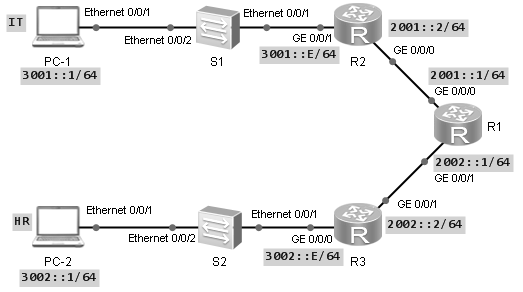 IT
Ethernet 0/0/1
Ethernet 0/0/2
PC-1
3001::1/64
S1
Ethernet 0/0/1
GE 0/0/1
3001::E/64
R
R2
2001::2/64
GE 0/0/0
2001::1/64
GE 0/0/0
R
R1
2002::1/64
GE 0/0/1
HR
Ethernet 0/0/1
Ethernet 0/0/2
PC-2
3002::1/64
S2
Ethernet 0/0/1
GE 0/0/0
3002::E/64
R
R3
GE 0/0/1
2002::2/64